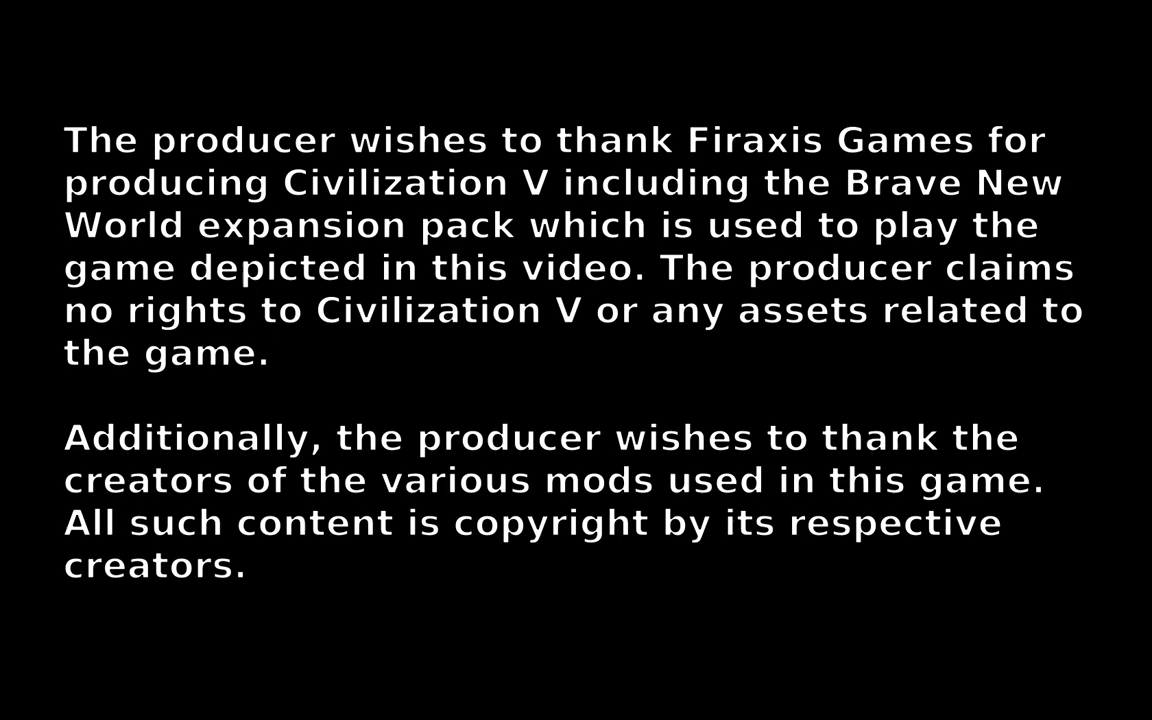 The producer wishes to thank Firaxis Games for
producing Civilization V including the Brave New
World expansion pack which is used to play the
game depicted in this video. The producer claims
no rights to Civilization V or any assets related to
the game.
Additionally, the producer wishes to thank the
creators of the various mods used in this game.
All such content is copyright by its respective
creators.